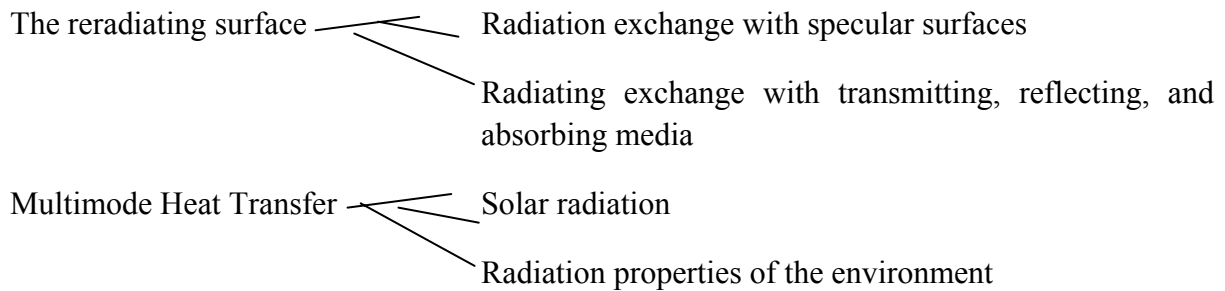 The reradiating surface Radiation exchange with specular surfaces
Radiating exchange with transmitting, reflecting, and
absorbing media
Multimode Heat Transfer Solar radiation
Radiation properties of the environment